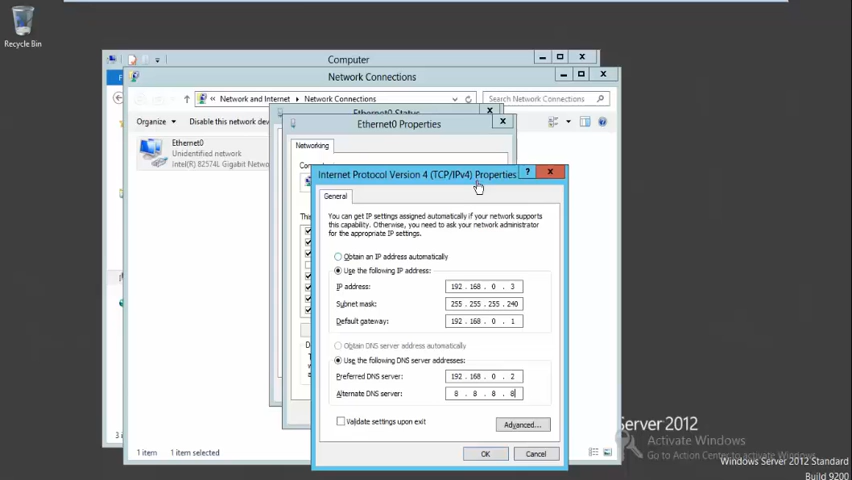 Recycle Bin
Computer
Network Connections
Network and Internet
Network Connections
Search Network Connections
Organize
Disable this network dev
Ethernet0 Status
Ethernet0
Unidentified network
Intel(R) 82574L Gigabit Netwo
Ethernet0 Properties
Networking
Internet Protocol Version 4 (TCP/IPv4) Properties
General
You can get IP settings assigned automatically if your network supports
this capability. Otherwise, you need to ask your network administrator
for the appropriate IP settings.
Obtain an IP address automatically
Use the following IP address:
IP address:
192 . 168 . 0 . 3
Subnet mask:
255 . 255 . 255 . 240
Default gateway:
192 . 168 . 0 . 1
Obtain DNS server address automatically
Use the following DNS server addresses:
Preferred DNS server:
192 . 168 . 0 . 2
Alternate DNS server:
8 . 8 . 8 . 8
Validate settings upon exit
Advanced...
OK
Cancel
1 item
1 item selected
Server 2012
Activate Windows
Go to Action Center to activate Windows.
Windows Server 2012 Standard
Build 9200